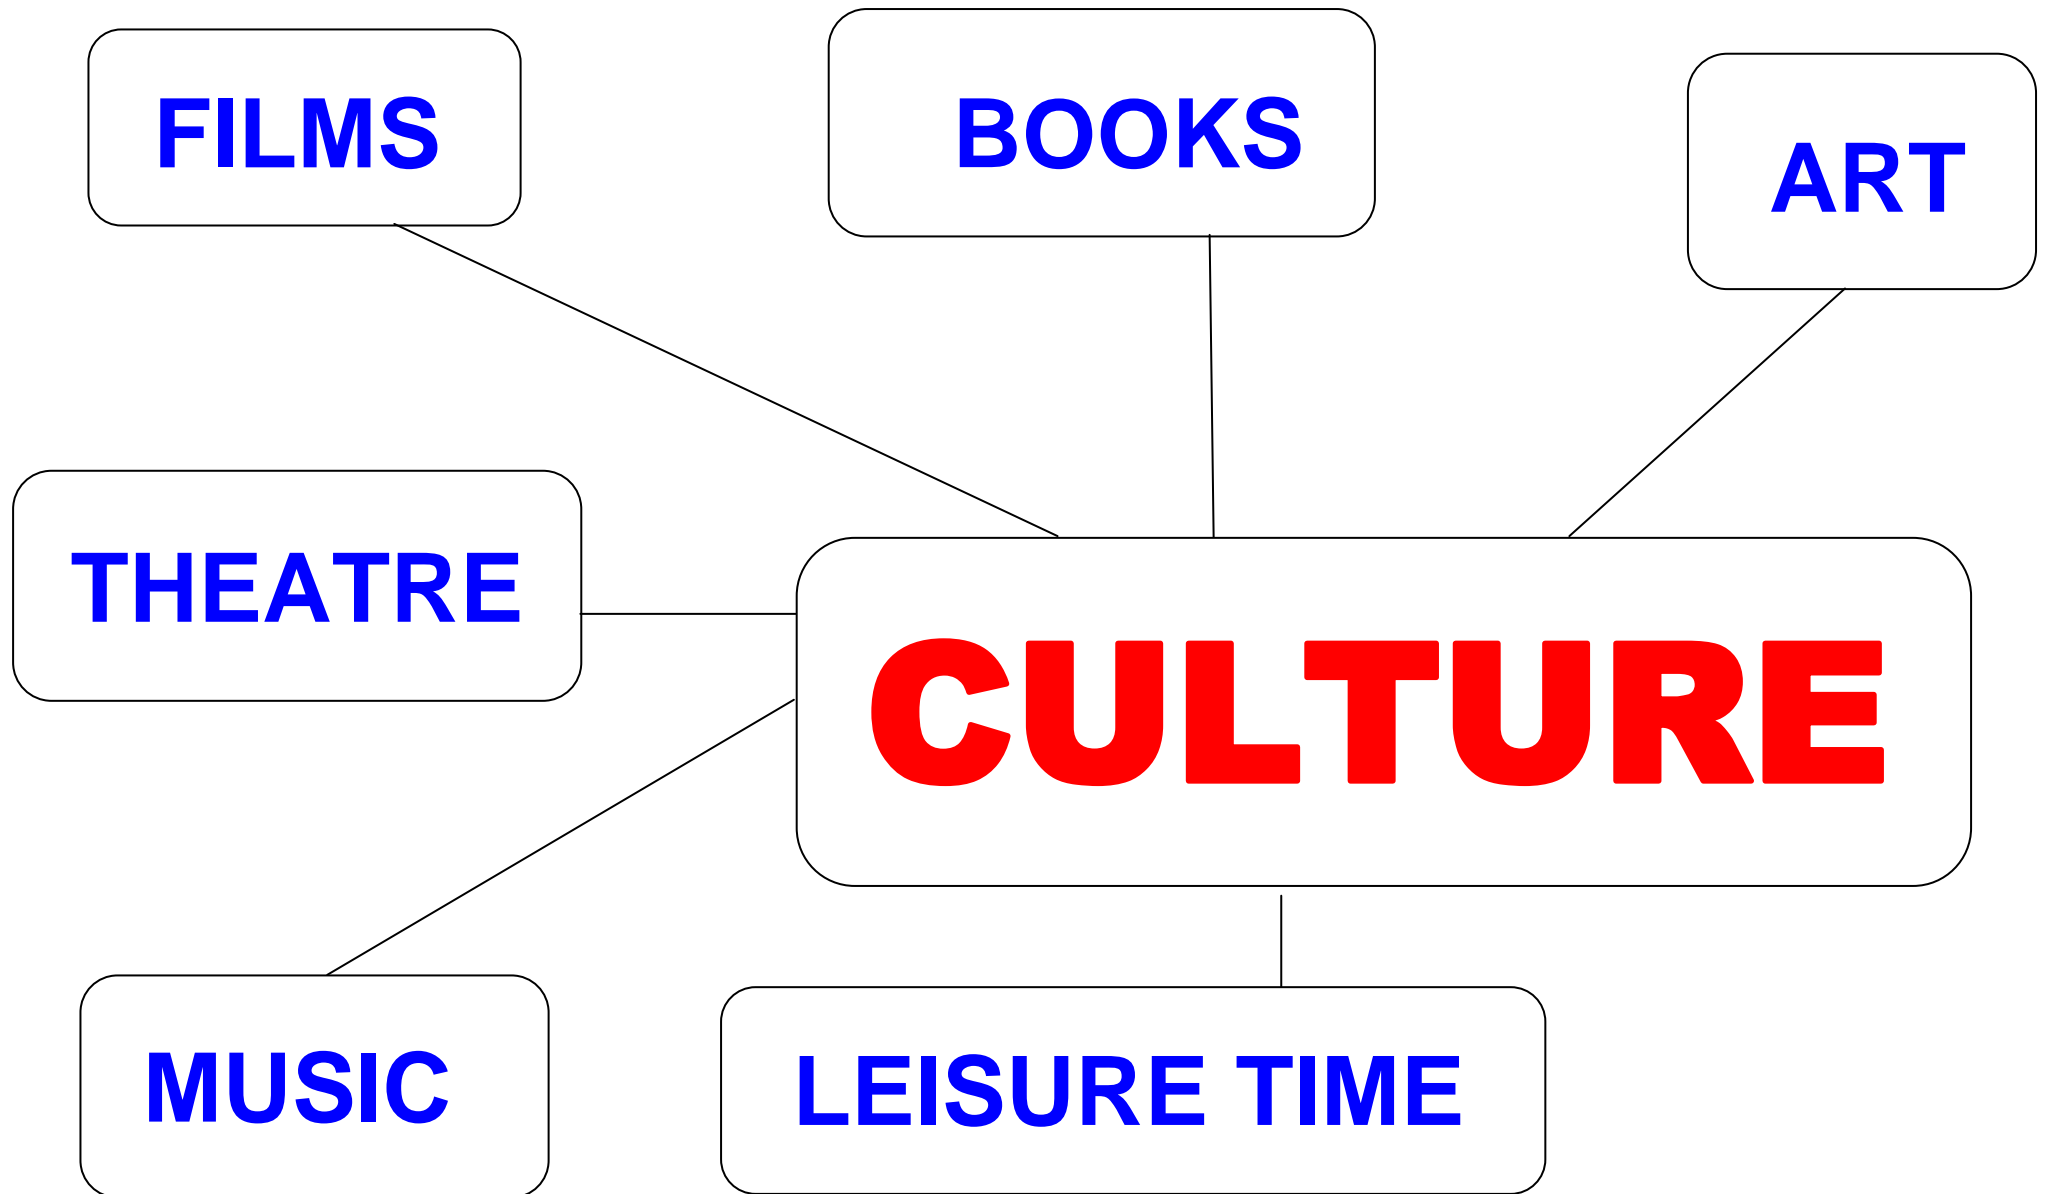 FILMS
BOOKS
ART
THEATRE
CULTURE
MUSIC
LEISURE TIME